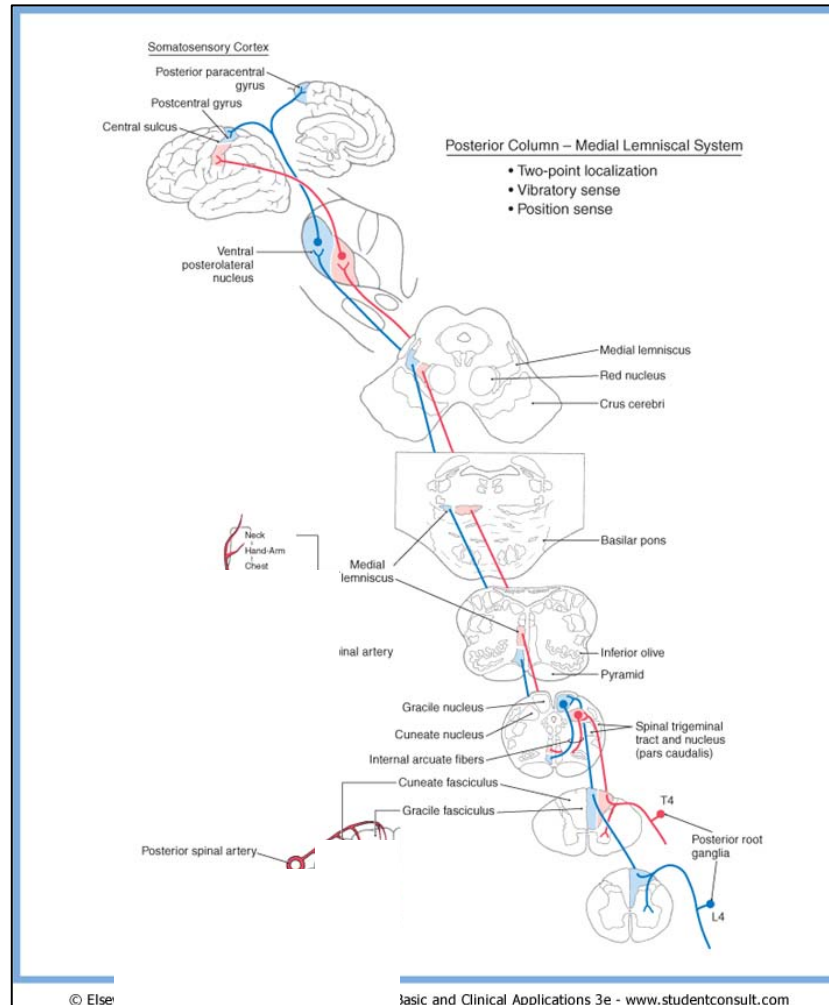 Somatosensory Cortex
Posterior paracentral
gyrus
Postcentral gyrus
Central sulcus
Posterior Column – Medial Lemniscal System
• Two-point localization
• Vibratory sense
• Position sense
Ventral
posterolateral
nucleus
Medial lemniscus
Red nucleus
Crus cerebri
Neck
Hand-Arm
Chest
Basilar pons
Medial
lemniscus
artery
Inferior olive
Pyramid
Gracile nucleus
Cuneate nucleus
Internal arcuate fibers
Spinal trigeminal
tract and nucleus
(pars caudalis)
Cuneate fasciculus
Gracile fasciculus
T4
Posterior root
ganglia
Posterior spinal artery
L4
© Basic and Clinical Applications 3e - www.studentconsult.com